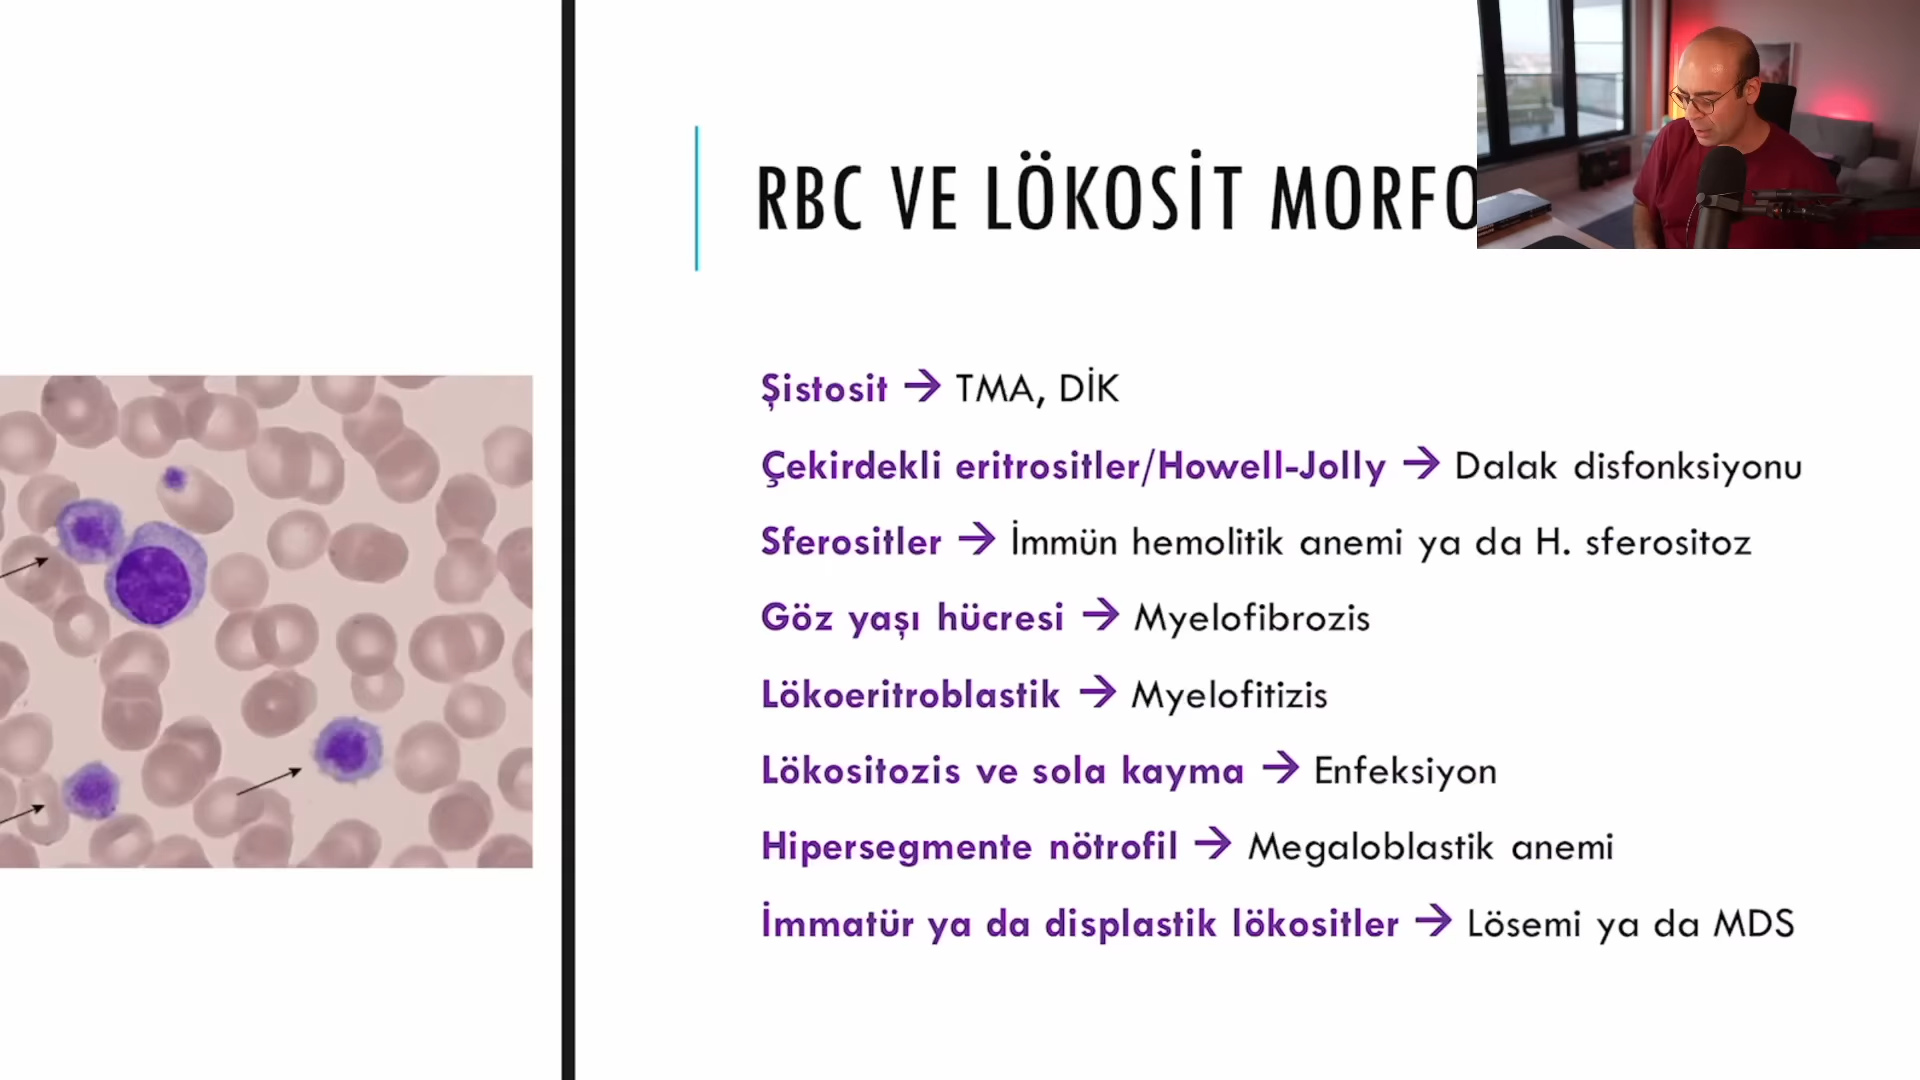 RBC VE LÖKOSİT MORFO
Şistosit → TMA, DİK
Çekirdekli eritrositler/Howell-Jolly → Dalak disfonksiyonu
Sferositler → İmmün hemolitik anemi ya da H. sferositoz
Göz yaşı hücresi → Myelofibrozis
Lökoeritroblastik → Myelofitizis
Lökositozis ve sola kayma → Enfeksiyon
Hipersegmente nötrofil → Megaloblastik anemi
İmmatür ya da displastik lökositler → Lösemi ya da MDS